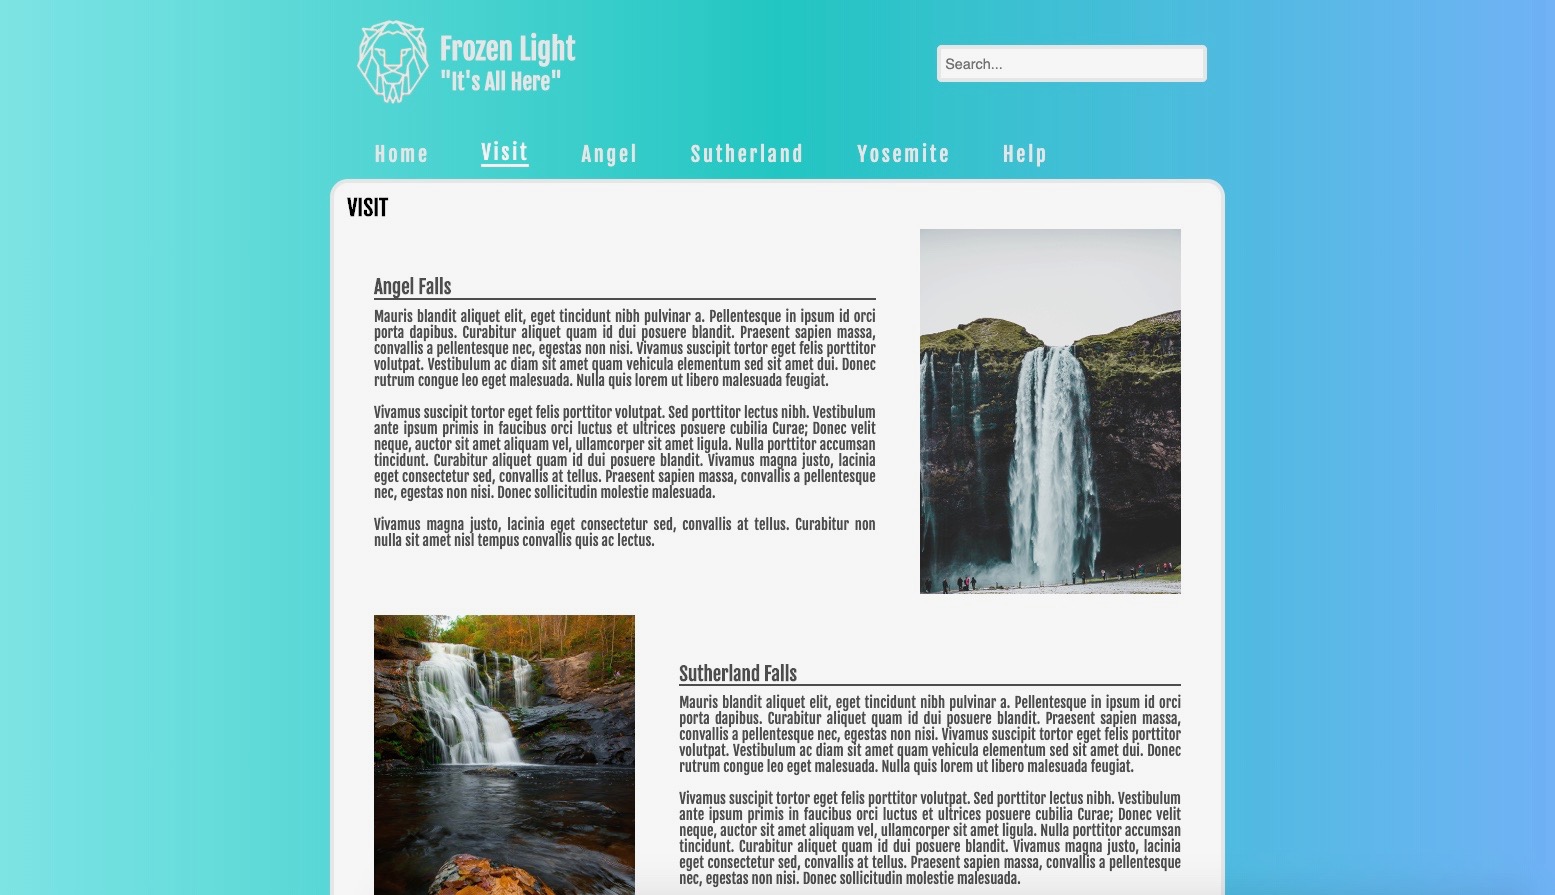 Frozen Light
"It's All Here"
Search...
Home Visit Angel Sutherland Yosemite Help
VISIT
Angel Falls
Mauris blandit aliquet elit, eget tincidunt nibh pulvinar a. Pellentesque in ipsum id orci
porta dapibus. Curabitur aliquet quam id dui posuere blandit. Praesent sapien massa,
convallis a pellentesque nec, egestas non nisi. Vivamus suscipit tortor eget felis porttitor
volutpat. Vestibulum ac diam sit amet quam vehicula elementum sed sit amet dui. Donec
rutrum congue leo eget malesuada. Nulla quis lorem ut libero malesuada feugiat.
Vivamus suscipit tortor eget felis porttitor volutpat. Sed porttitor lectus nibh. Vestibulum
ante ipsum primis in faucibus orci luctus et ultrices posuere cubilia Curae; Donec velit
neque, auctor sit amet aliquam vel, ullamcorper sit amet ligula. Nulla porttitor accumsan
tincidunt. Curabitur aliquet quam id dui posuere blandit. Vivamus magna justo, lacinia
eget consectetur sed, convallis at tellus. Praesent sapien massa, convallis a pellentesque
nec, egestas non nisi. Donec sollicitudin molestie malesuada.
Vivamus magna justo, lacinia eget consectetur sed, convallis at tellus. Curabitur non
nulla sit amet nisl tempus convallis quis ac lectus.
Sutherland Falls
Mauris blandit aliquet elit, eget tincidunt nibh pulvinar a. Pellentesque in ipsum id orci
porta dapibus. Curabitur aliquet quam id dui posuere blandit. Praesent sapien massa,
convallis a pellentesque nec, egestas non nisi. Vivamus suscipit tortor eget felis porttitor
volutpat. Vestibulum ac diam sit amet quam vehicula elementum sed sit amet dui. Donec
rutrum congue leo eget malesuada. Nulla quis lorem ut libero malesuada feugiat.
Vivamus suscipit tortor eget felis porttitor volutpat. Sed porttitor lectus nibh. Vestibulum
ante ipsum primis in faucibus orci luctus et ultrices posuere cubilia Curae; Donec velit
neque, auctor sit amet aliquam vel, ullamcorper sit amet ligula. Nulla porttitor accumsan
tincidunt. Curabitur aliquet quam id dui posuere blandit. Vivamus magna justo, lacinia
eget consectetur sed, convallis at tellus. Praesent sapien massa, convallis a pellentesque
nec, egestas non nisi. Donec sollicitudin molestie malesuada.